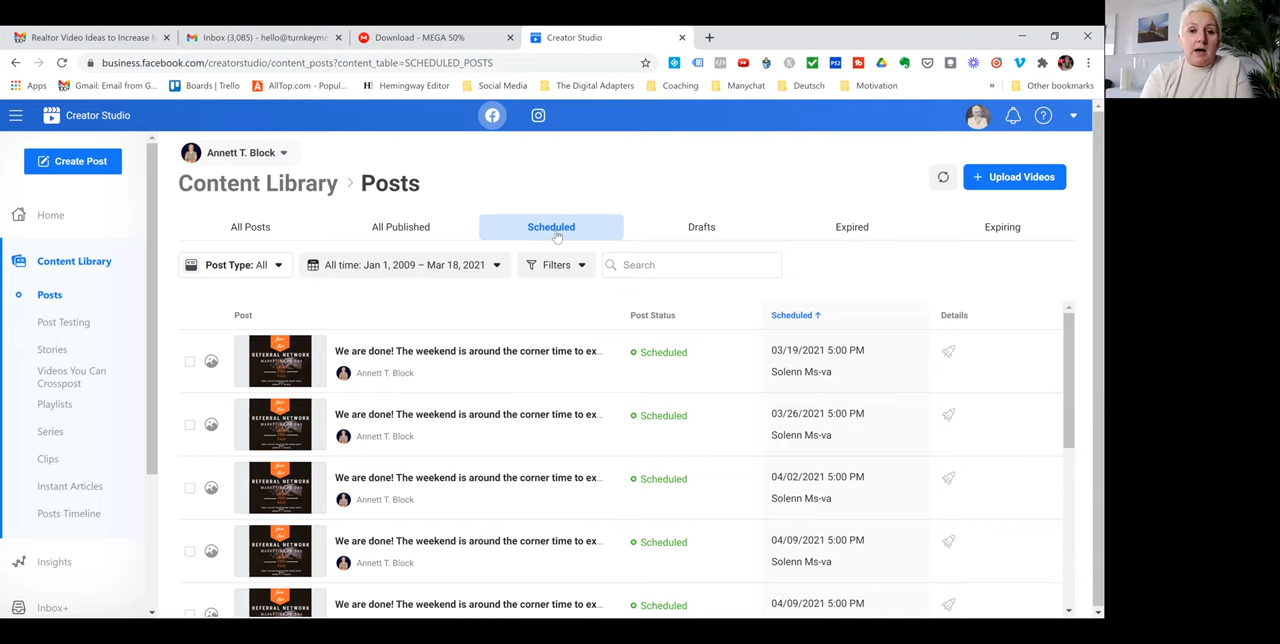 Realtor Video Ideas to Increase M
Inbox (3,085) - hello@turnkeyme
Download - MEGA 50%
Creator Studio
business.facebook.com/creatorstudio/content_posts?content_table=SCHEDULED_POSTS
Apps
Gmail: Email from G...
Boards | Trello
AllTop.com - Popul...
Hemingway Editor
Social Media
The Digital Adapters
Coaching
Manychat
Deutsch
Motivation
»
Other bookmarks
Creator Studio
Create Post
Annett T. Block
Content Library > Posts
+ Upload Videos
Home
All Posts
All Published
Scheduled
Drafts
Expired
Expiring
Content Library
Post Type: All
All time: Jan 1, 2009 – Mar 18, 2021
Filters
Search
Posts
Post Testing
Stories
Videos You Can
Crosspost
Playlists
Series
Clips
Instant Articles
Posts Timeline
Insights
Inbox+
Post
Post Status
Scheduled ↑
Details
REFERRAL NETWORK
We are done! The weekend is around the corner time to ex...
Annett T. Block
Scheduled
03/19/2021 5:00 PM
Solenn Ms-va
REFERRAL NETWORK
We are done! The weekend is around the corner time to ex...
Annett T. Block
Scheduled
03/26/2021 5:00 PM
Solenn Ms-va
REFERRAL NETWORK
We are done! The weekend is around the corner time to ex...
Annett T. Block
Scheduled
04/02/2021 5:00 PM
Solenn Ms-va
REFERRAL NETWORK
We are done! The weekend is around the corner time to ex...
Annett T. Block
Scheduled
04/09/2021 5:00 PM
Solenn Ms-va
REFERRAL NETWORK
We are done! The weekend is around the corner time to ex...
Scheduled
04/09/2021 5:00 PM